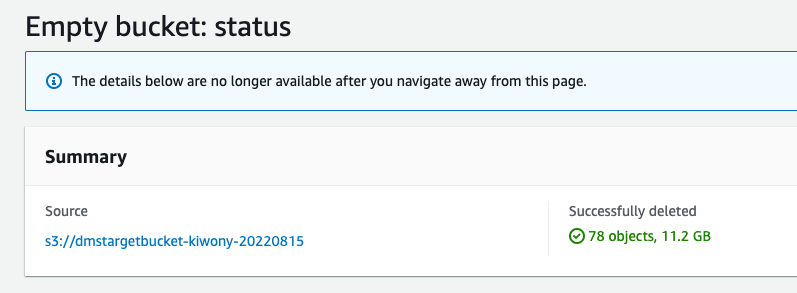 Empty bucket: status
The details below are no longer available after you navigate away from this page.
Summary
Source
s3://dmstargetbucket-kiwony-20220815
Successfully deleted
78 objects, 11.2 GB